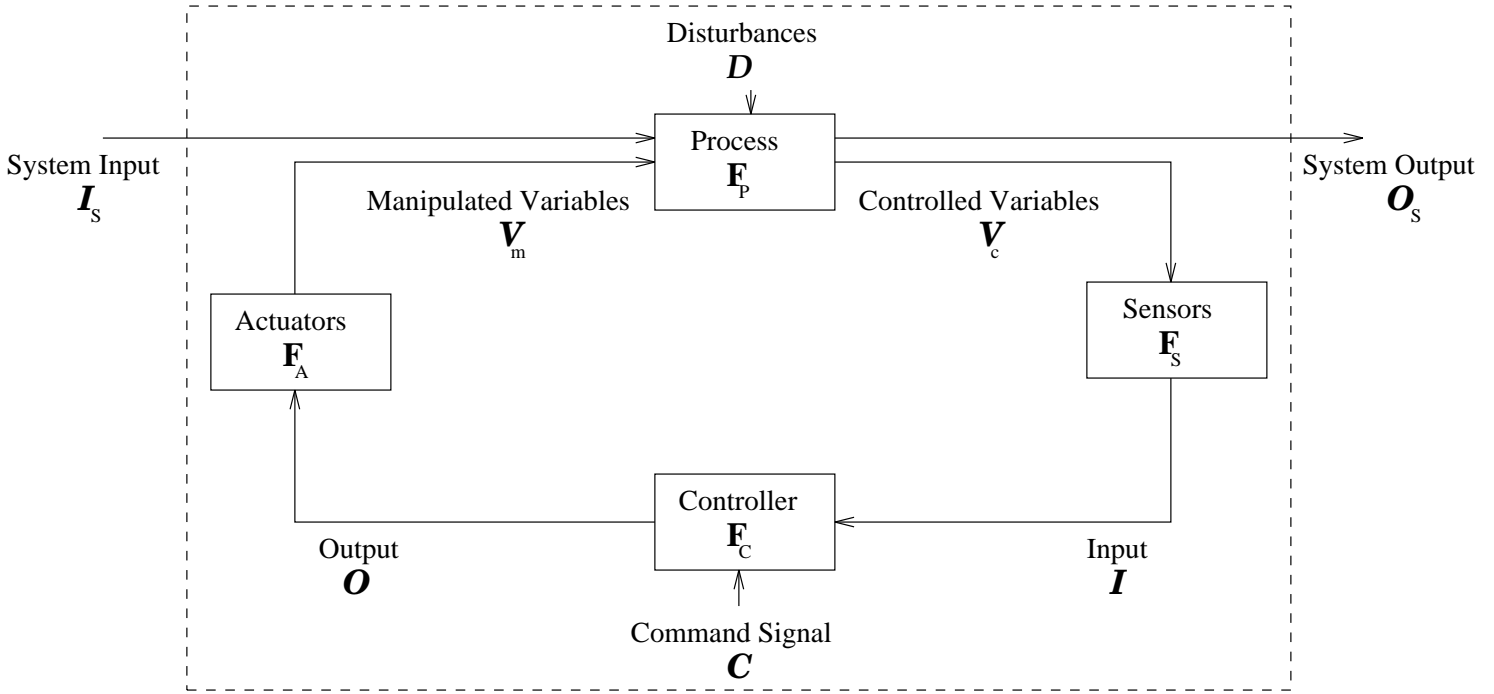 Disturbances
D
Process
F_P
System Input
I_S
System Output
O_S
Manipulated Variables
V_m
Controlled Variables
V_c
Actuators
F_A
Sensors
F_S
Controller
F_C
Output
O
Input
I
Command Signal
C